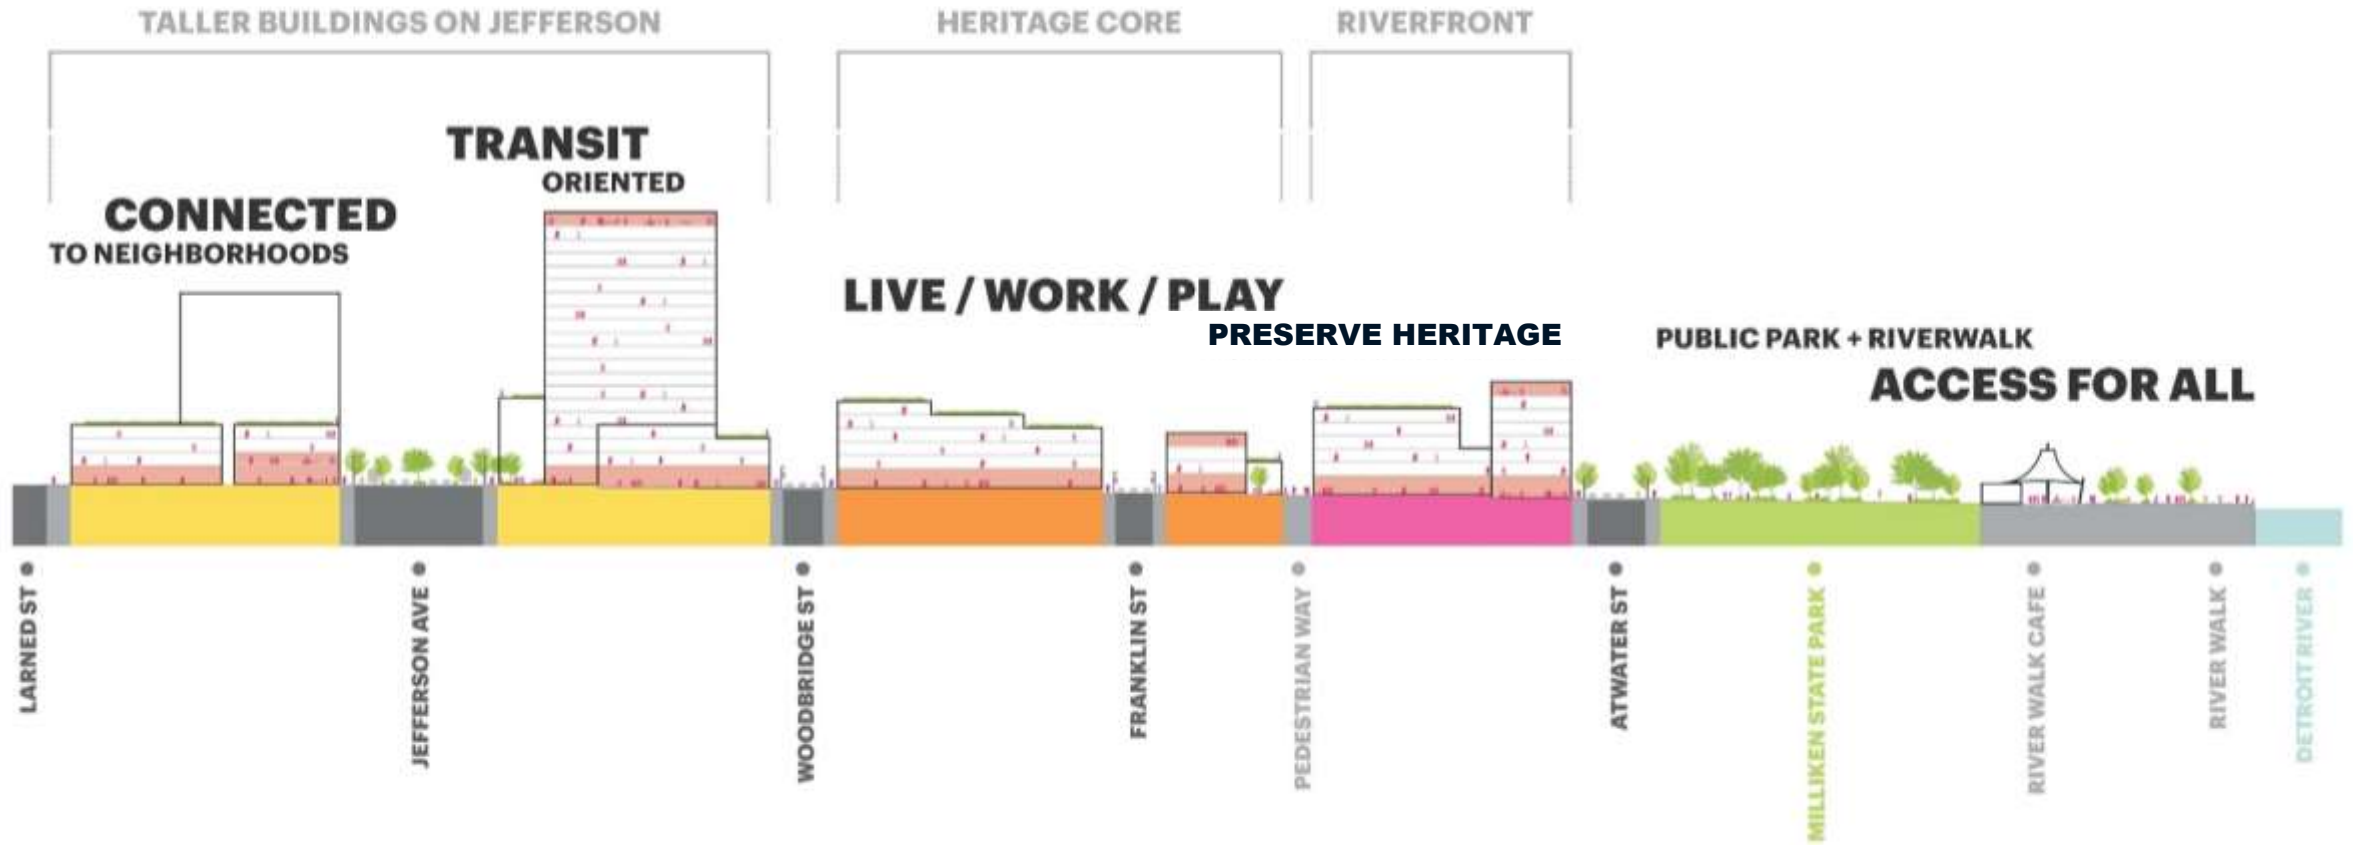 TALLER BUILDINGS ON JEFFERSON
HERITAGE CORE
RIVERFRONT
TRANSIT
ORIENTED
CONNECTED
TO NEIGHBORHOODS
LIVE / WORK / PLAY
PRESERVE HERITAGE
PUBLIC PARK + RIVERWALK
ACCESS FOR ALL
LARNED ST
JEFFERSON AVE
WOODBRIDGE ST
FRANKLIN ST
PEDESTRIAN WAY
ATWATER ST
MILLIKEN STATE PARK
RIVER WALK CAFE
RIVER WALK
DETROIT RIVER